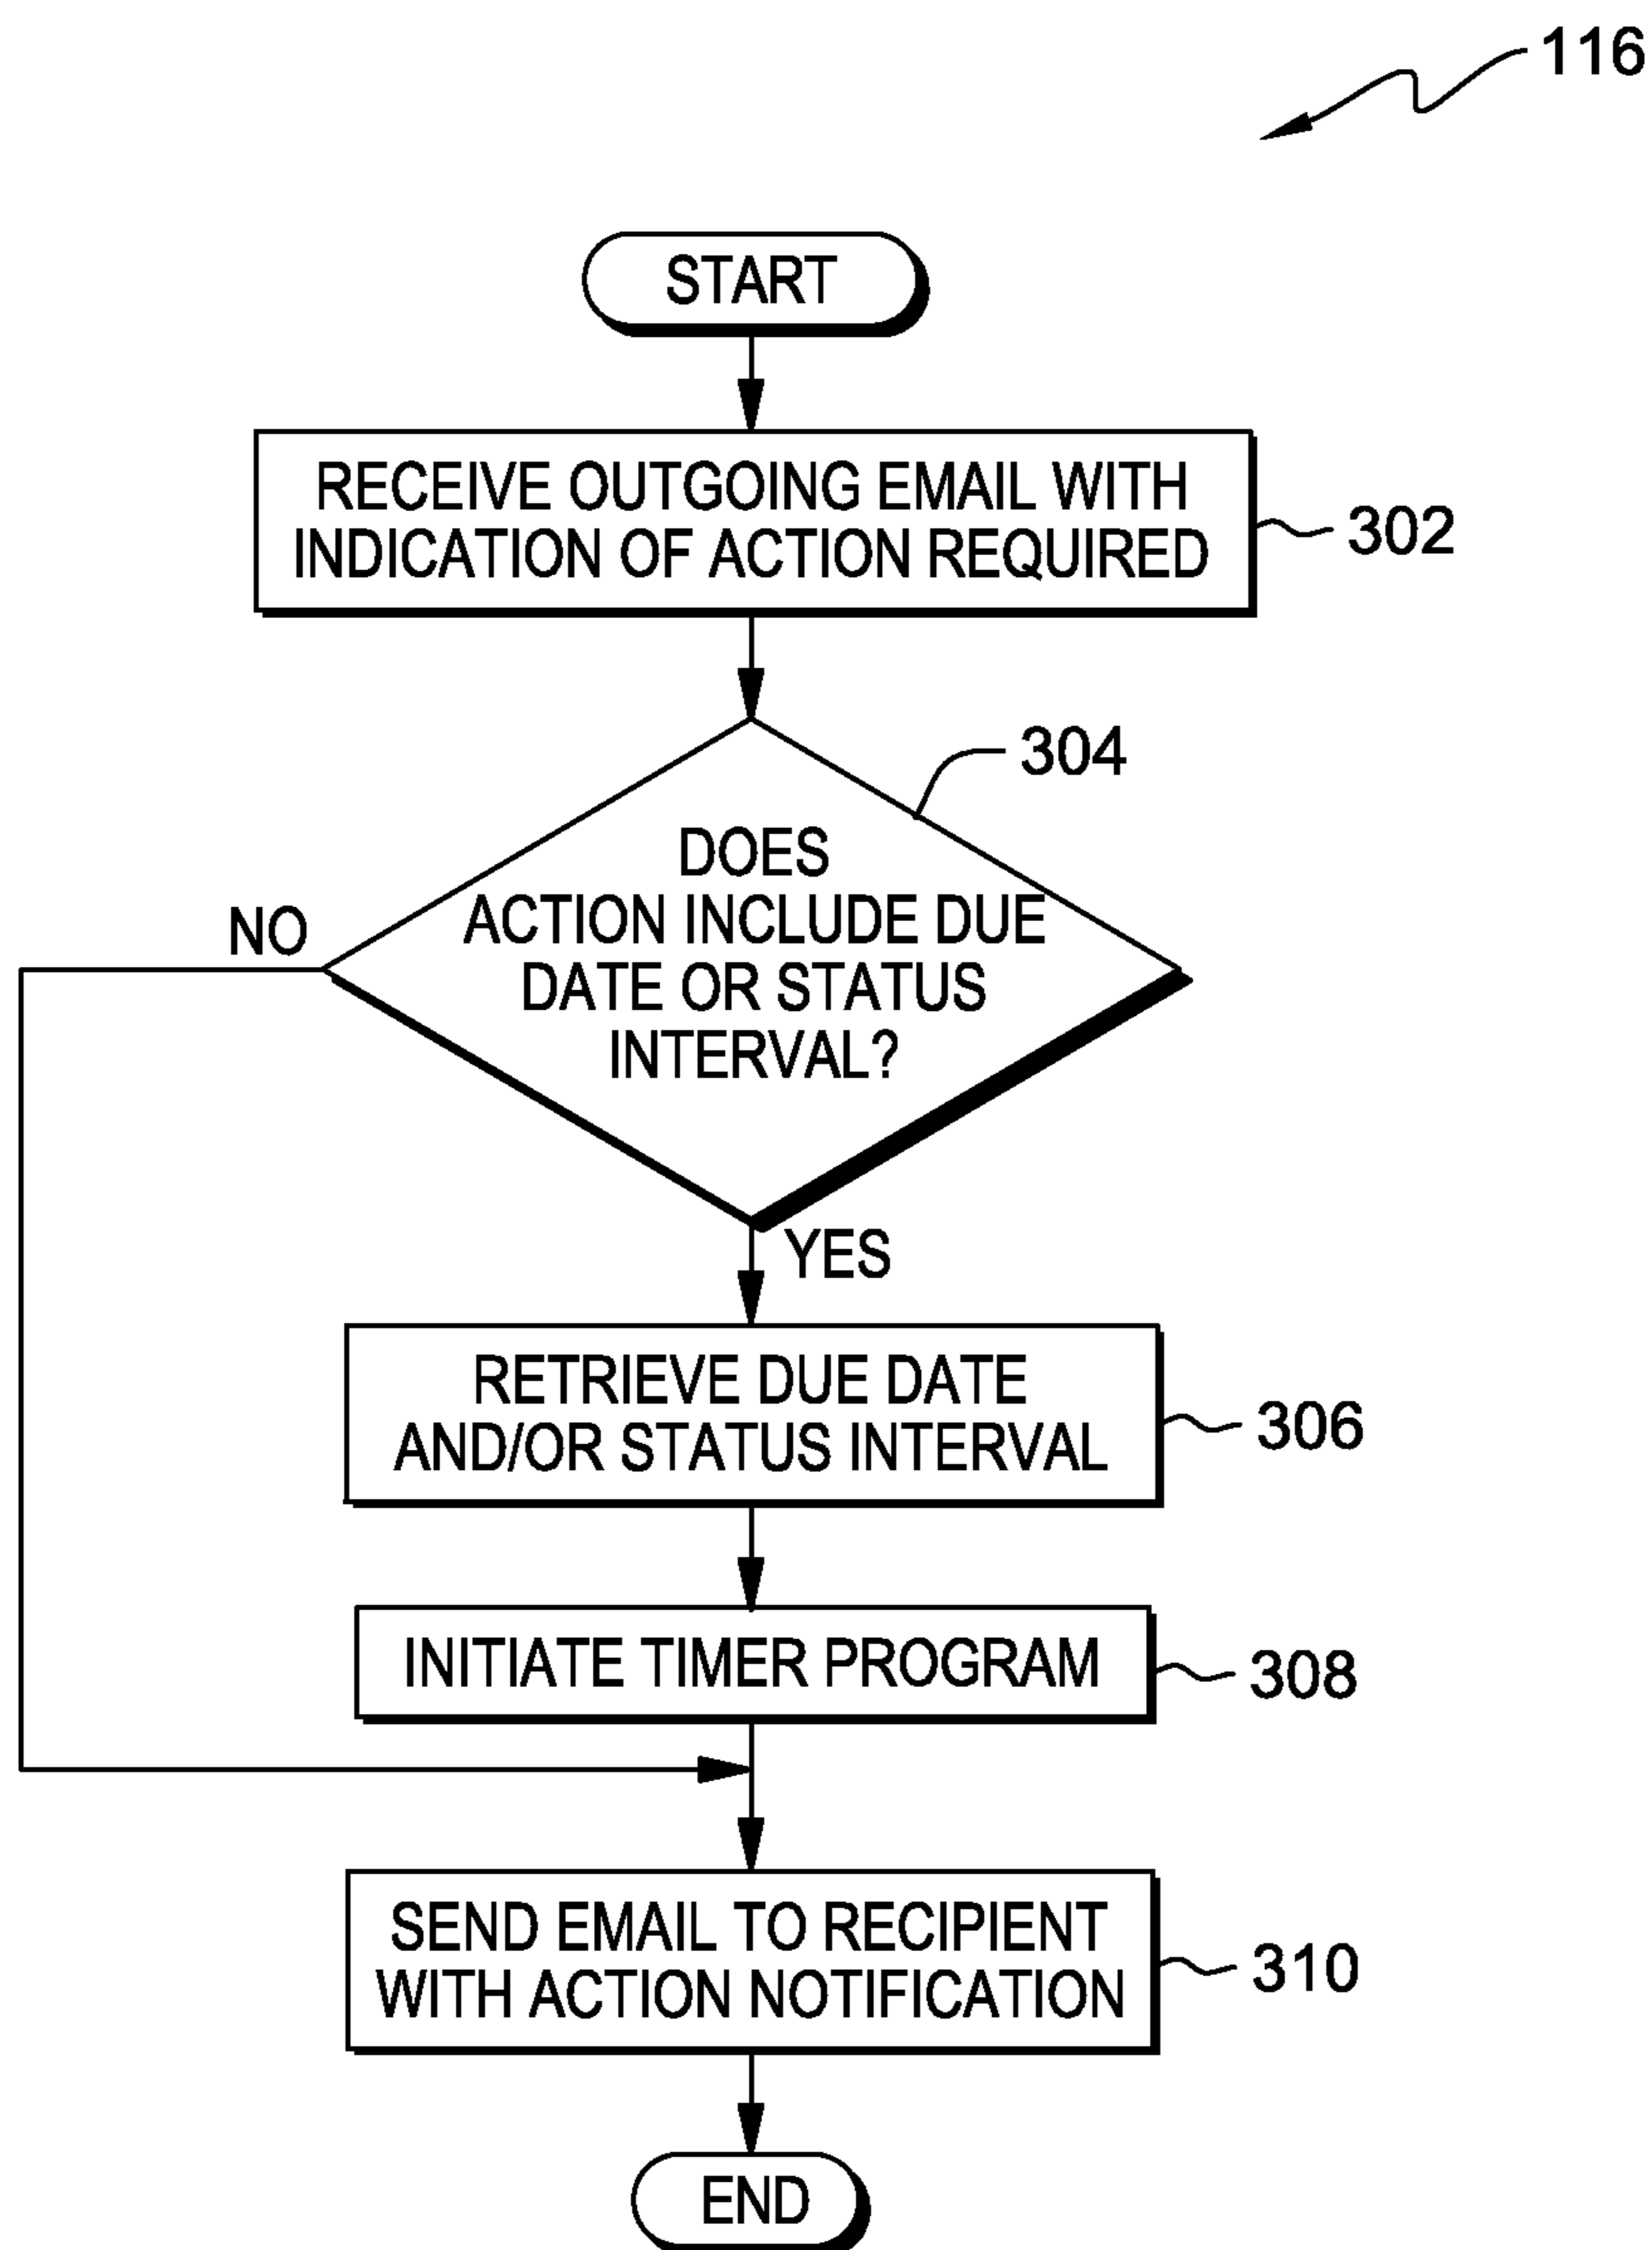 116
START
RECEIVE OUTGOING EMAIL WITH
INDICATION OF ACTION REQUIRED
302
304
DOES
ACTION INCLUDE DUE
DATE OR STATUS
INTERVAL?
NO
YES
RETRIEVE DUE DATE
AND/OR STATUS INTERVAL
306
INITIATE TIMER PROGRAM
308
SEND EMAIL TO RECIPIENT
WITH ACTION NOTIFICATION
310
END